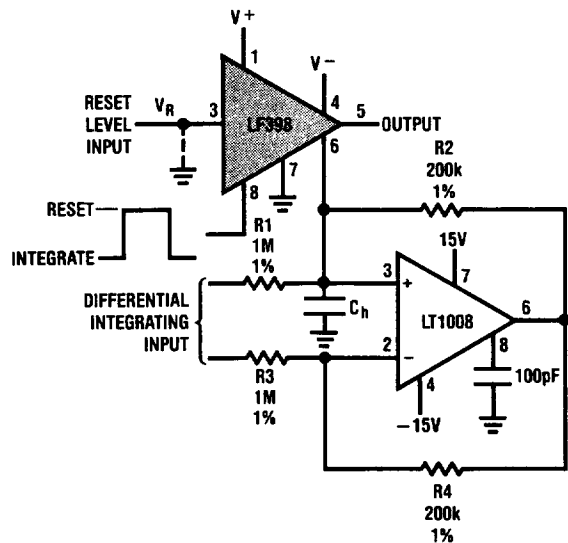 V+
1
V−
RESET
LEVEL
INPUT
VR
3
LF398
4
5
OUTPUT
6
7
8
R2
200k
1%
RESET
INTEGRATE
R1
1M
1%
15V
DIFFERENTIAL
INTEGRATING
INPUT
3
+
7
Ch
LT1008
6
2
−
8
R3
1M
1%
4
100pF
−15V
R4
200k
1%